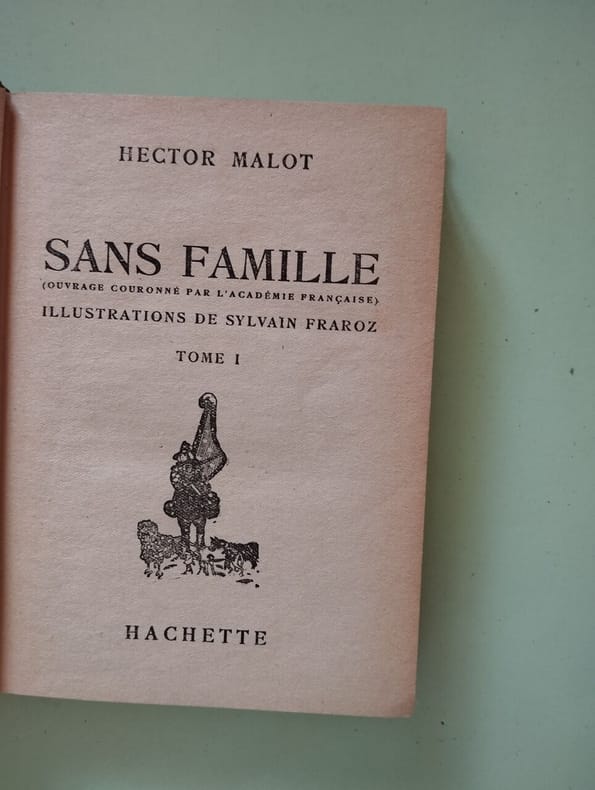 HECTOR MALOT
SANS FAMILLE
(OUVRAGE COURONNÉ PAR L'ACADÉMIE FRANÇAISE)
ILLUSTRATIONS DE SYLVAIN FRAROZ
TOME I
HACHETTE